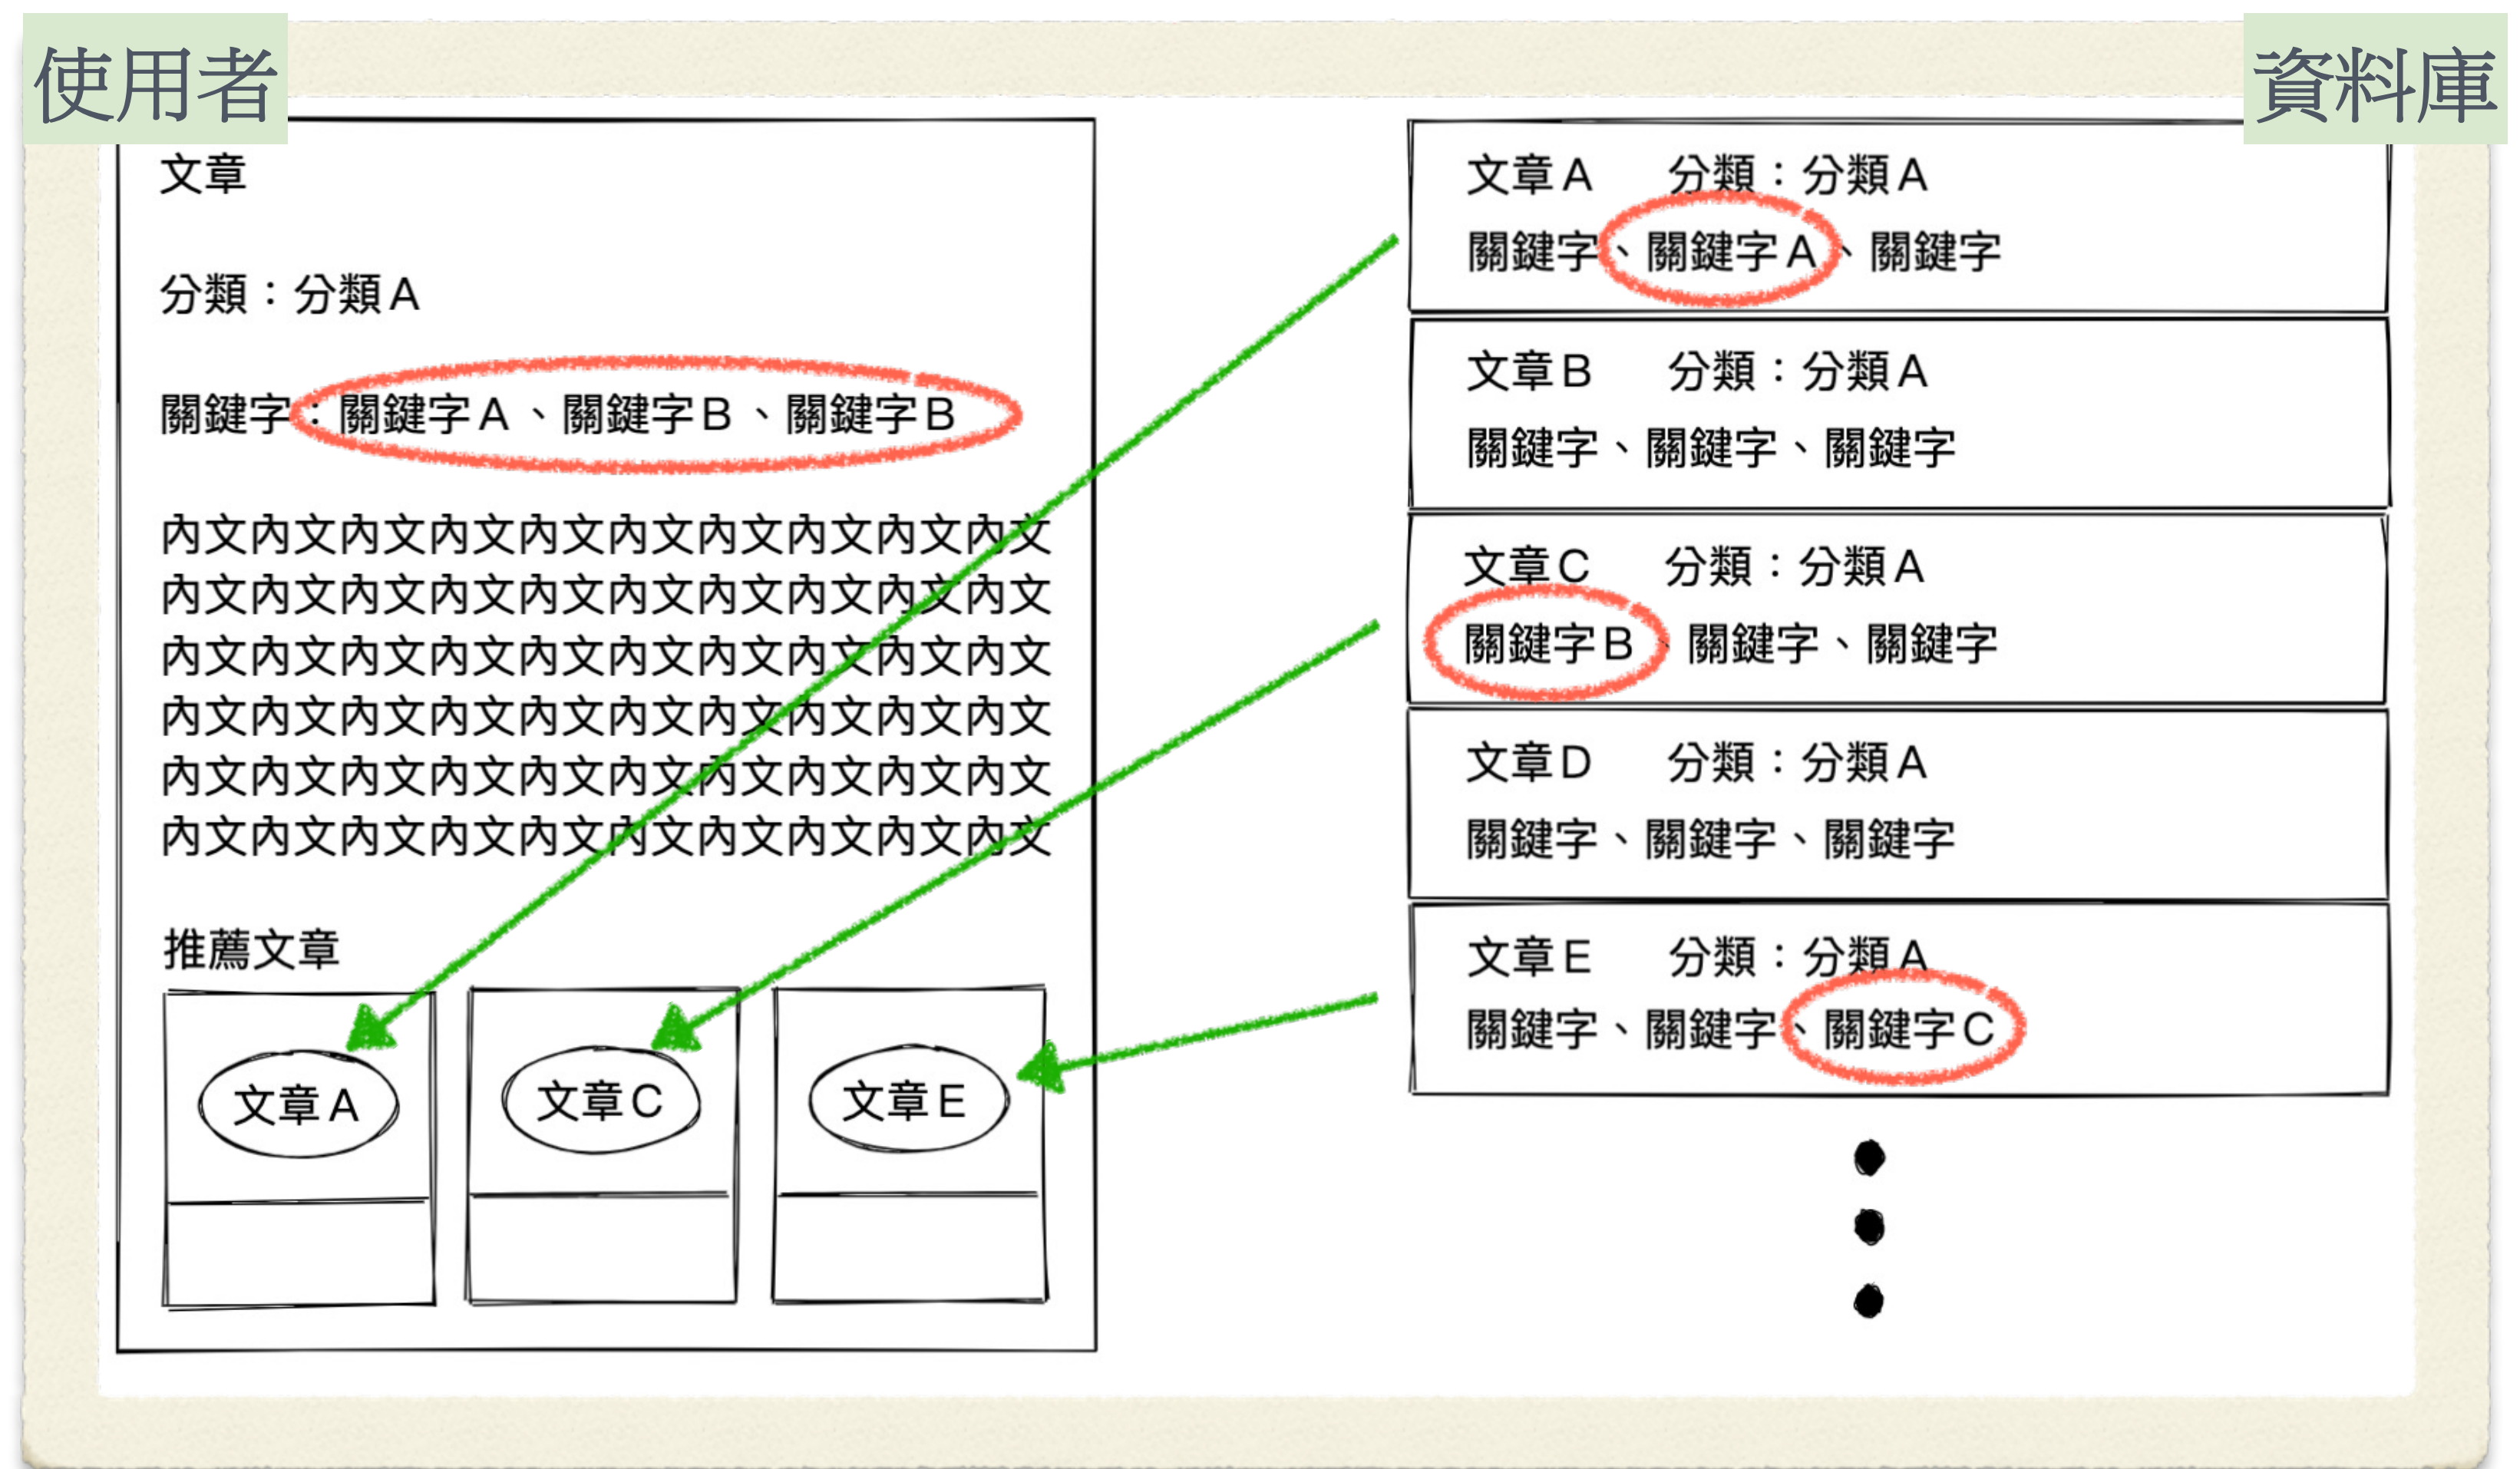 使用者
文章
分類：分類A
關鍵字：關鍵字A、關鍵字B、關鍵字B
內文內文內文內文內文內文內文內文內文內文
內文內文內文內文內文內文內文內文內文內文
內文內文內文內文內文內文內文內文內文內文
內文內文內文內文內文內文內文內文內文內文
內文內文內文內文內文內文內文內文內文內文
內文內文內文內文內文內文內文內文內文內文
推薦文章
文章A
文章C
文章E
資料庫
文章A 分類：分類A
關鍵字、關鍵字A、關鍵字
文章B 分類：分類A
關鍵字、關鍵字、關鍵字
文章C 分類：分類A
關鍵字B、關鍵字、關鍵字
文章D 分類：分類A
關鍵字、關鍵字、關鍵字
文章E 分類：分類A
關鍵字、關鍵字、關鍵字C